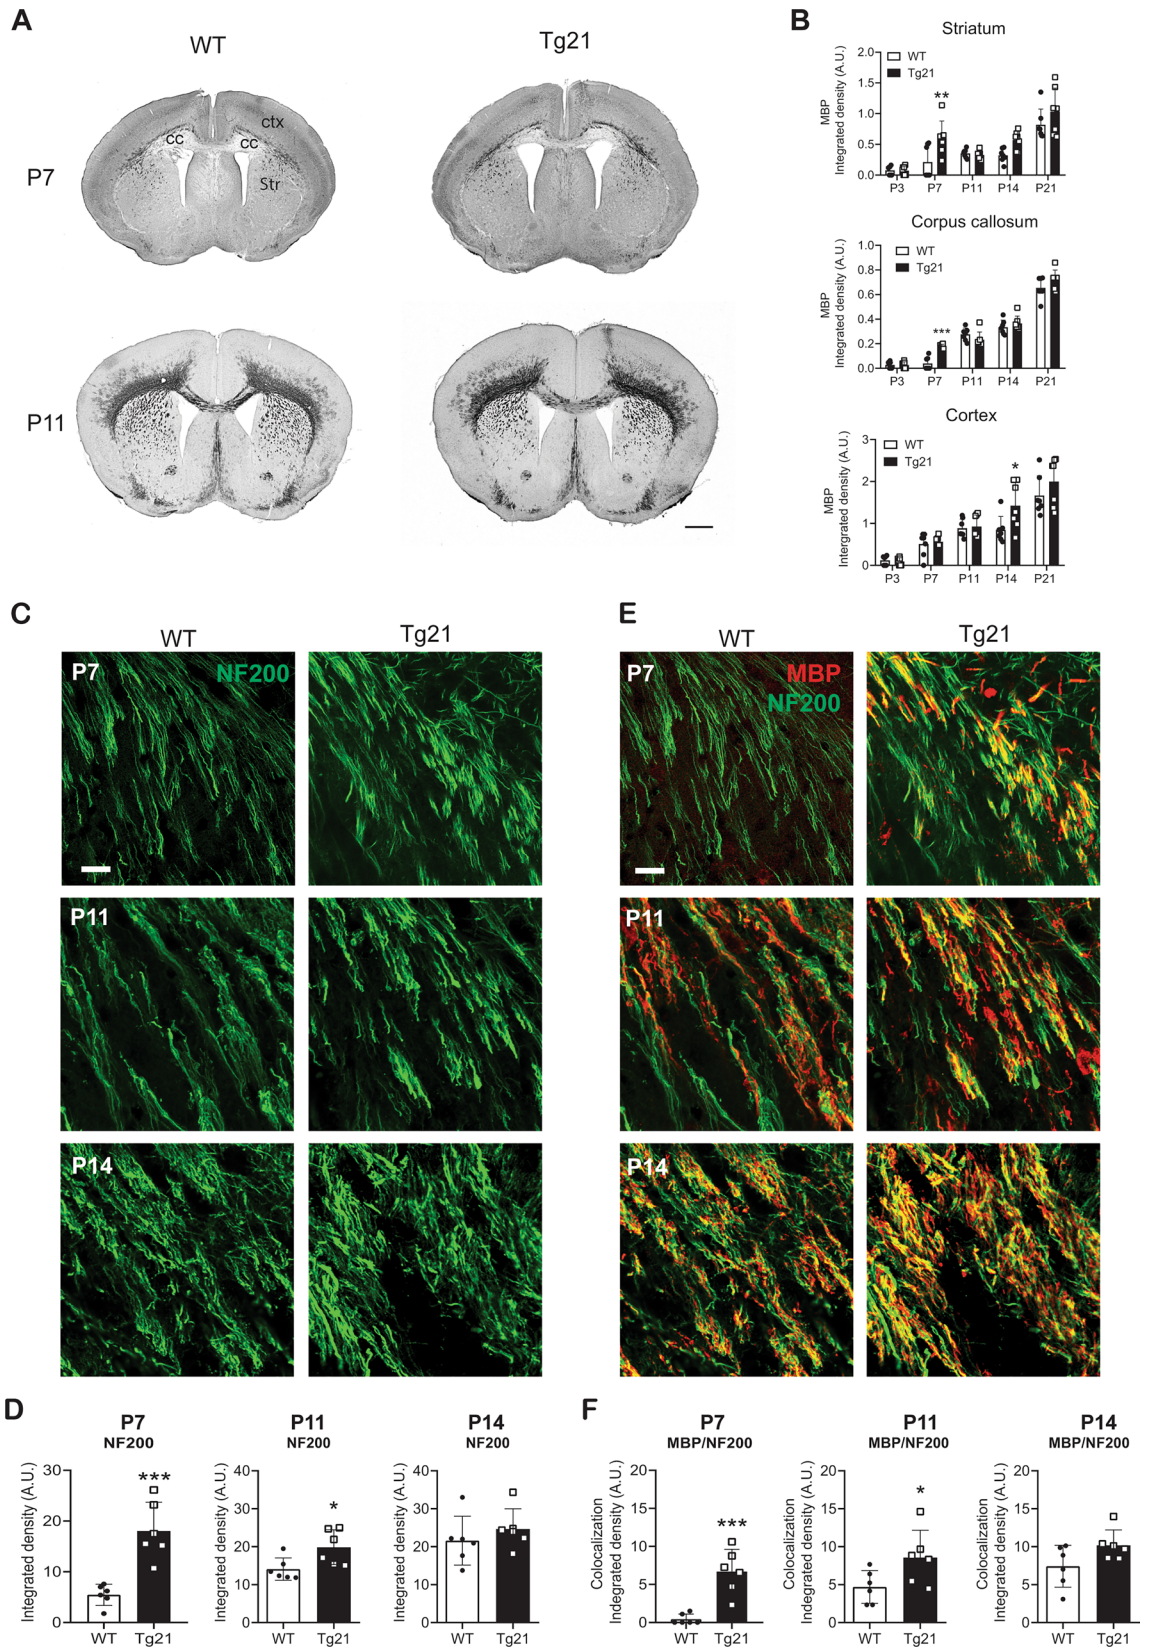 A
WT
Tg21
P7
cc
cc
ctx
Str
P11
B
Striatum
MBP
Integrated density (A.U.)
2.0
1.5
1.0
0.5
0.0
WT
Tg21
**
P3
P7
P11
P14
P21
Corpus callosum
MBP
Integrated density (A.U.)
1.0
0.8
0.6
0.4
0.2
0.0
WT
Tg21
***
P3
P7
P11
P14
P21
Cortex
MBP
Intergrated density (A.U.)
3
2
1
0
WT
Tg21
*
P3
P7
P11
P14
P21
C
WT
Tg21
P7
NF200
P11
P14
E
WT
Tg21
P7
MBP
NF200
P11
P14
D
P7
NF200
Integrated density (A.U.)
30
20
10
0
***
WT
Tg21
P11
NF200
Integrated density (A.U.)
40
30
20
10
0
*
WT
Tg21
P14
NF200
Integrated density (A.U.)
40
30
20
10
0
WT
Tg21
F
P7
MBP/NF200
Colocalization
Indegrated density (A.U.)
20
15
10
5
0
***
WT
Tg21
P11
MBP/NF200
Colocalization
Integrated density (A.U.)
20
15
10
5
0
*
WT
Tg21
P14
MBP/NF200
Colocalization
Integrated density (A.U.)
20
15
10
5
0
WT
Tg21